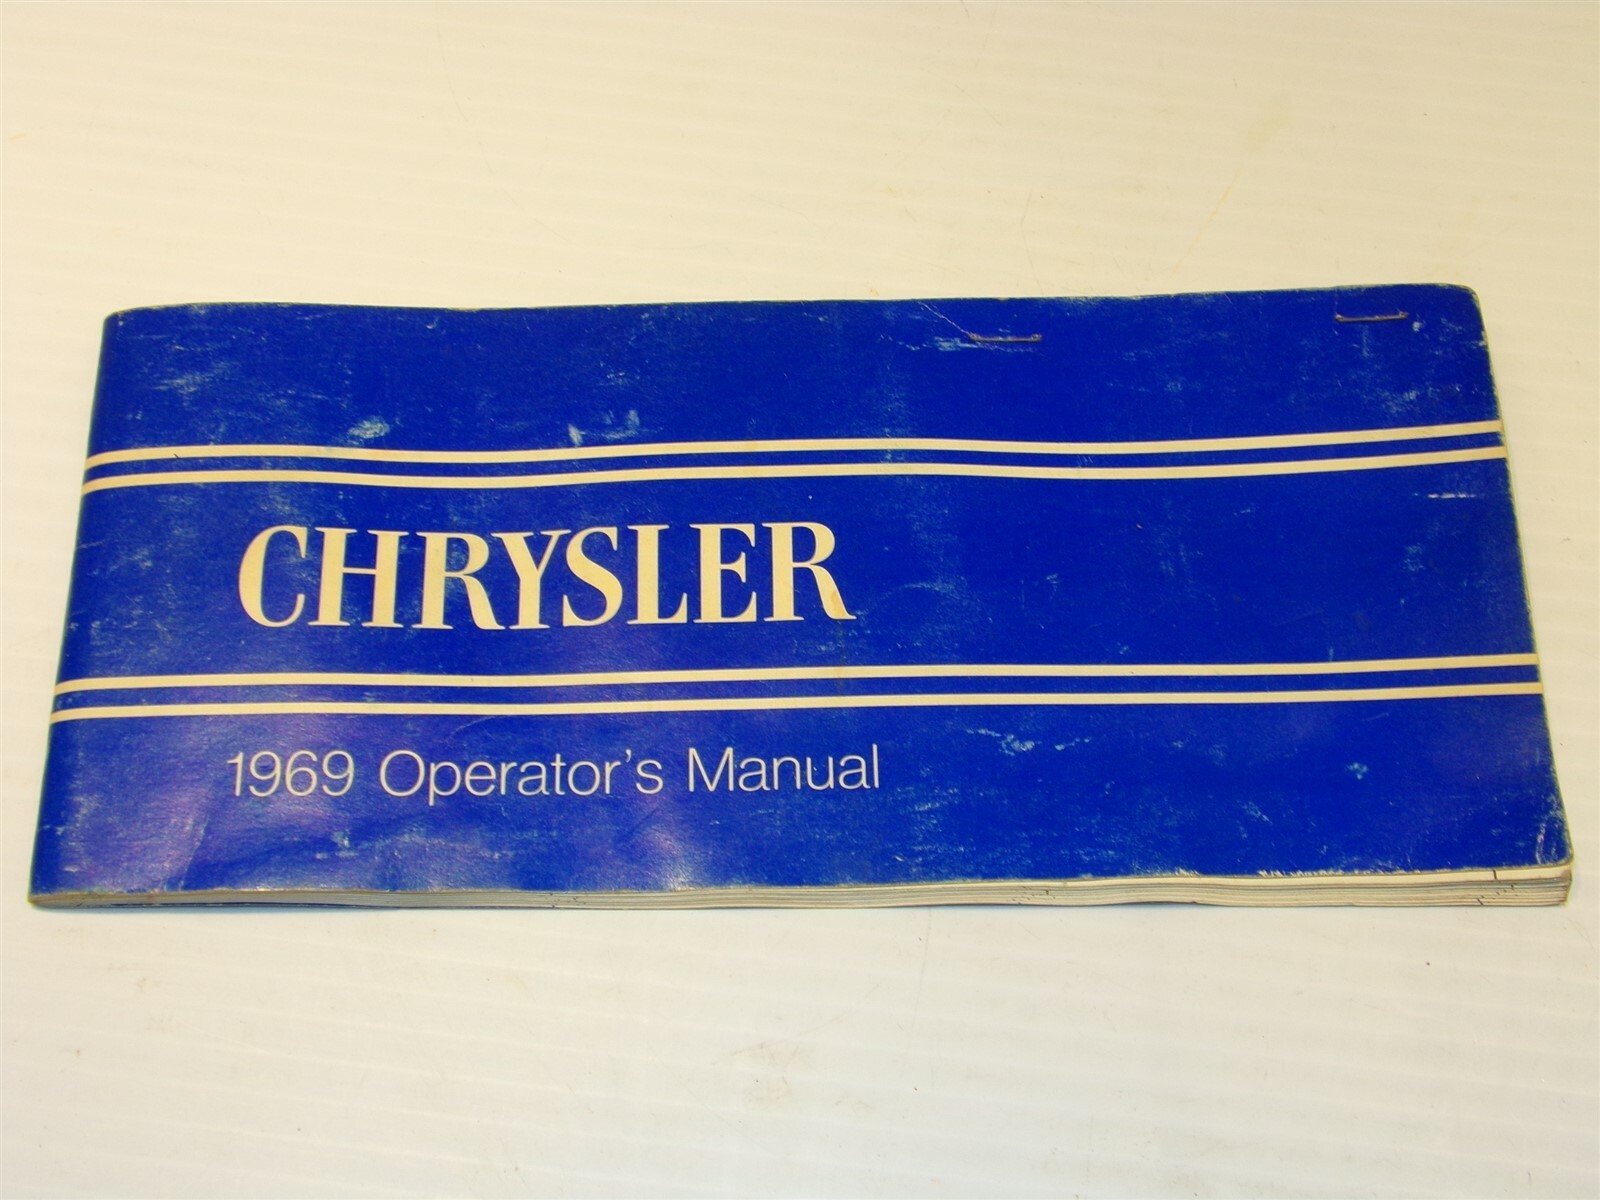 CHRYSLER
1969 Operator's Manual